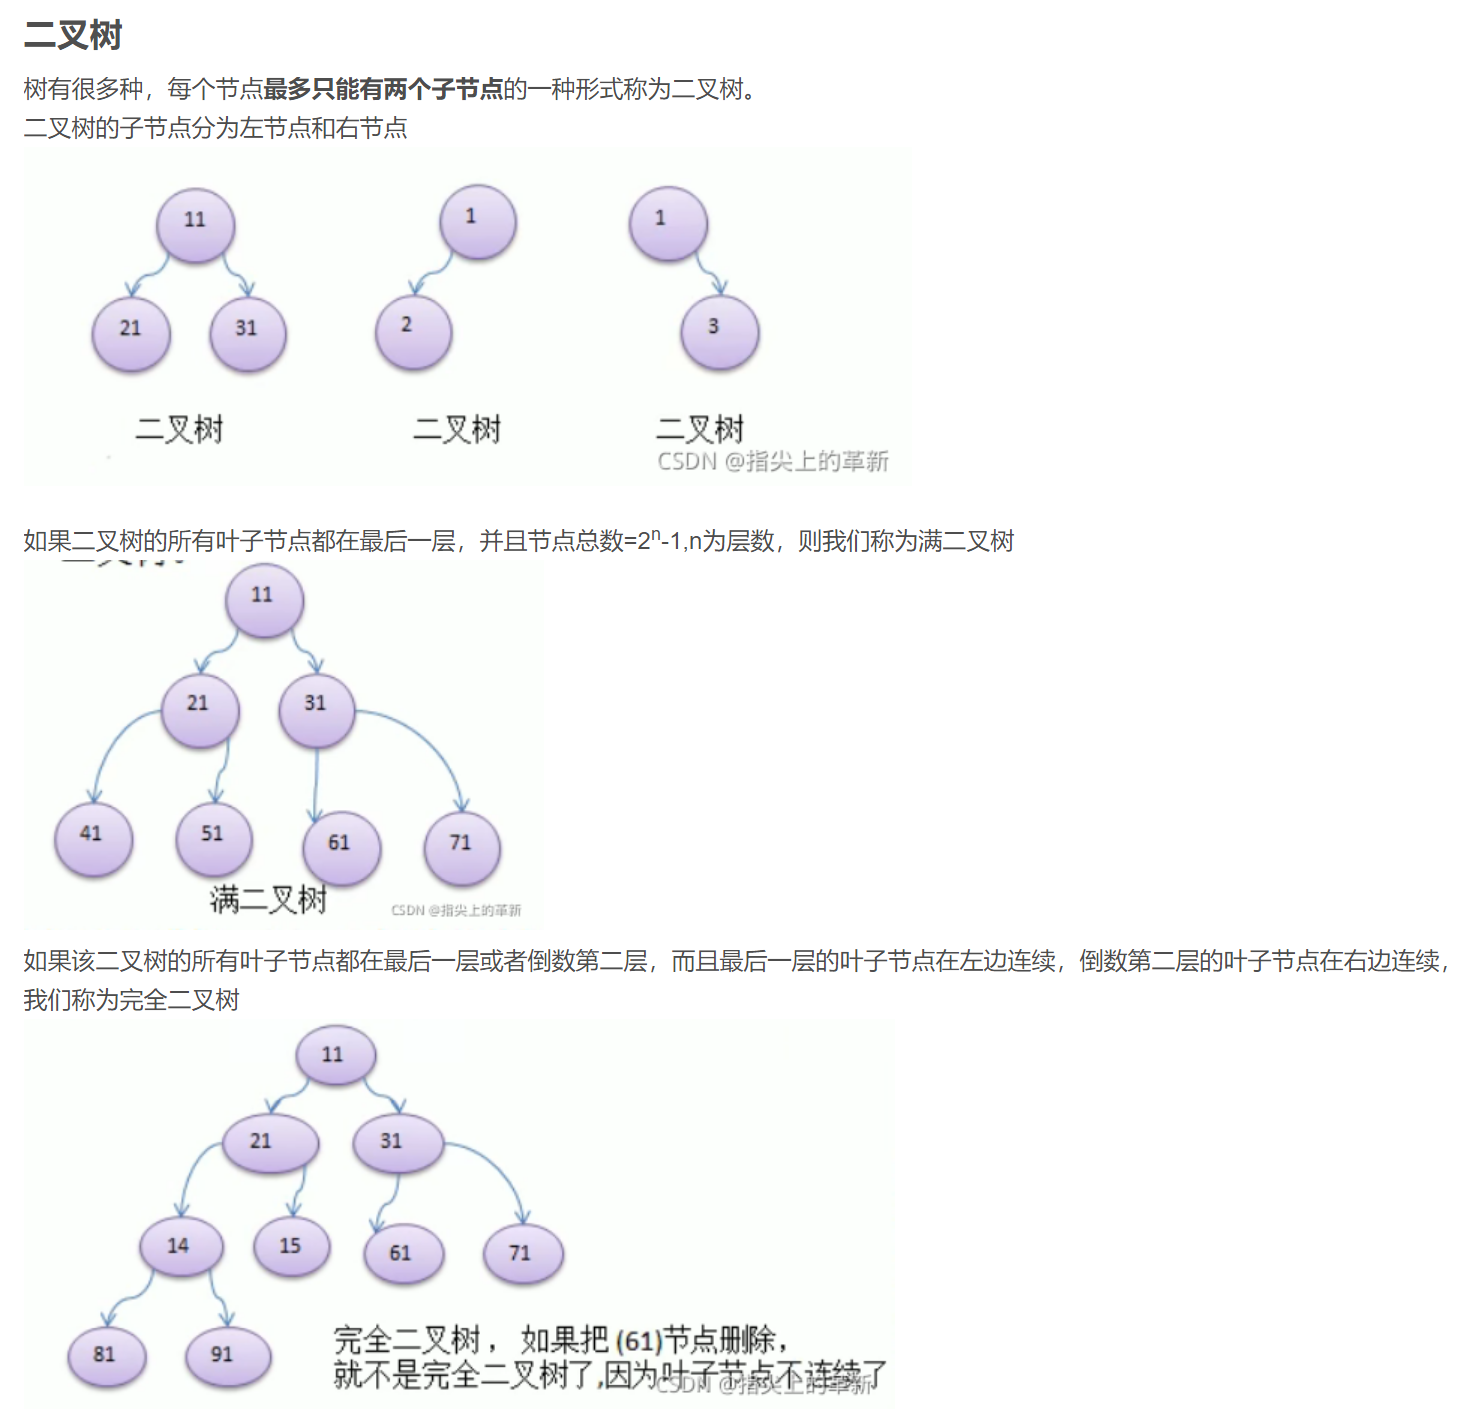 二叉树
树有很多种，每个节点最多只能有两个子节点的一种形式称为二叉树。
二叉树的子节点分为左节点和右节点
11
1
1
21
31
2
3
二叉树
二叉树
二叉树
CSDN @指尖上的革新
如果二叉树的所有叶子节点都在最后一层，并且节点总数=2ⁿ-1,n为层数，则我们称为满二叉树
11
21
31
41
51
61
71
满二叉树
CSDN @指尖上的革新
如果该二叉树的所有叶子节点都在最后一层或者倒数第二层，而且最后一层的叶子节点在左边连续，倒数第二层的叶子节点在右边连续，
我们称为完全二叉树
11
21
31
14
15
61
71
81
91
完全二叉树， 如果把 (61)节点删除，
就不是完全二叉树了,因为叶子节点不连续了
CSDN @指尖上的革新